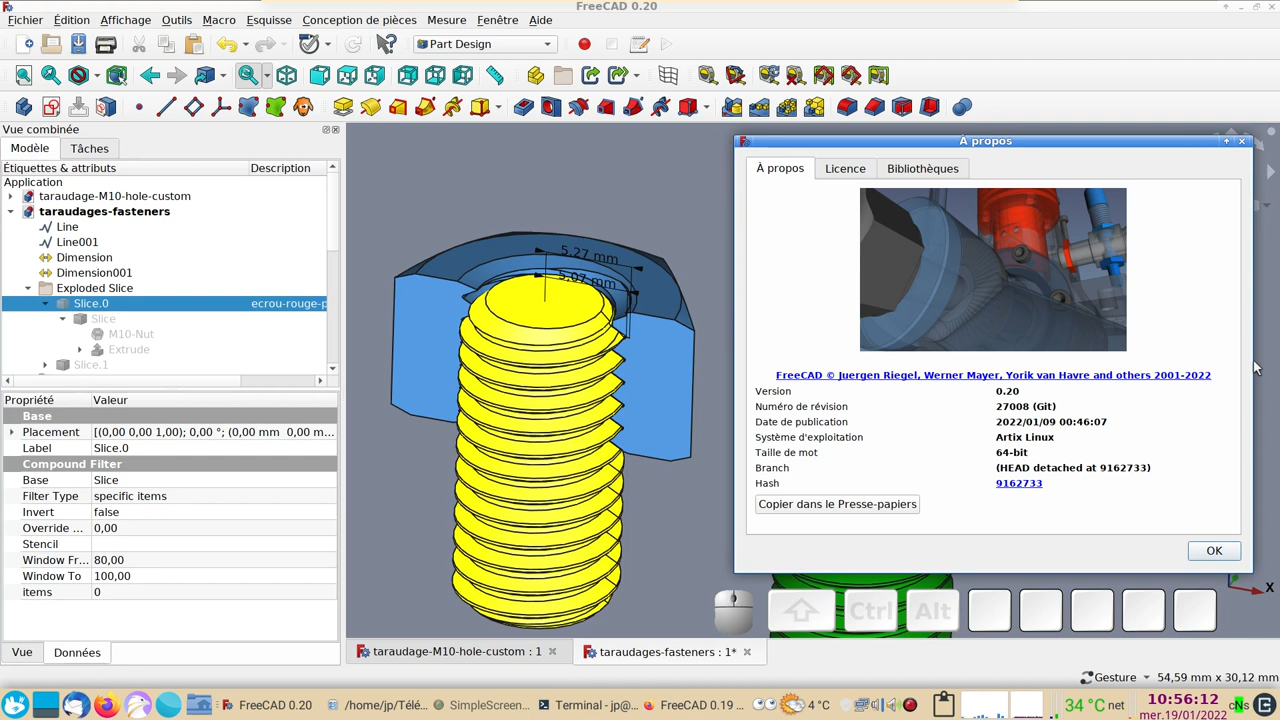 FreeCAD 0.20
Fichier Édition Affichage Outils Macro Esquisse Conception de pièces Mesure Fenêtre Aide
Part Design
Vue combinée
Modèle Tâches
Étiquettes & attributs Description
Application
taraudage-M10-hole-custom
taraudages-fasteners
Line
Line001
Dimension
Dimension001
Exploded Slice
Slice.0 ecrou-rouge-p
Slice
M10-Nut
Extrude
Slice.1
Propriété Valeur
Base
Placement [(0,00 0,00 1,00); 0,00 °; (0,00 mm 0,00 m...
Label Slice.0
Compound Filter
Base Slice
Filter Type specific items
Invert false
Override ... 0,00
Stencil
Window Fr... 80,00
Window To 100,00
items 0
Vue Données
5,27 mm
5,07 mm
À propos
À propos Licence Bibliothèques
FreeCAD © Juergen Riegel, Werner Mayer, Yorik van Havre and others 2001-2022
Version 0.20
Numéro de révision 27008 (Git)
Date de publication 2022/01/09 00:46:07
Système d'exploitation Artix Linux
Taille de mot 64-bit
Branch (HEAD detached at 9162733)
Hash 9162733
Copier dans le Presse-papiers
OK
X
Ctrl Alt
taraudage-M10-hole-custom : 1 taraudages-fasteners : 1*
Gesture 54,59 mm x 30,12 mm
FreeCAD 0.20 /home/jp/Télé... SimpleScreen... Terminal - jp@... FreeCAD 0.19 ... 4 °C 34 °C net 10:56:12
mer.19/01/2022 cNs